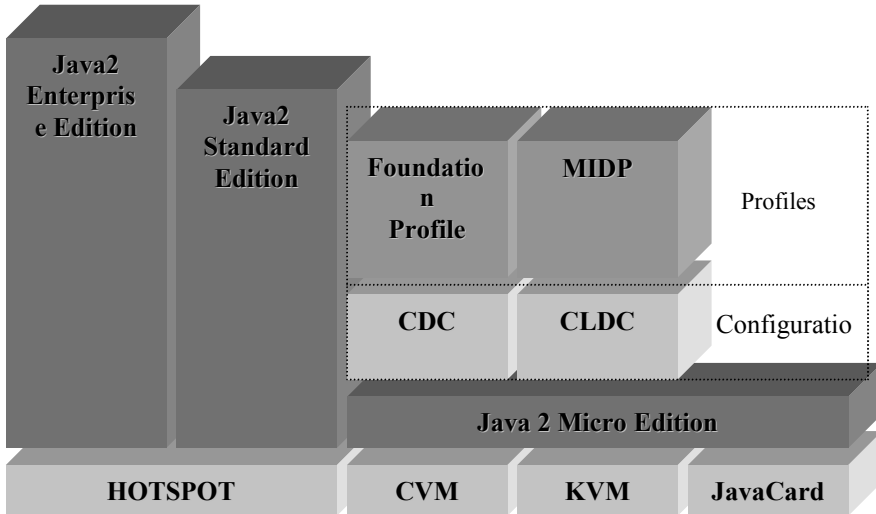 Java2
Enterpris
e Edition
Java2
Standard
Edition
Foundatio
n
Profile
MIDP
Profiles
CDC
CLDC
Configuratio
Java 2 Micro Edition
HOTSPOT
CVM
KVM
JavaCard